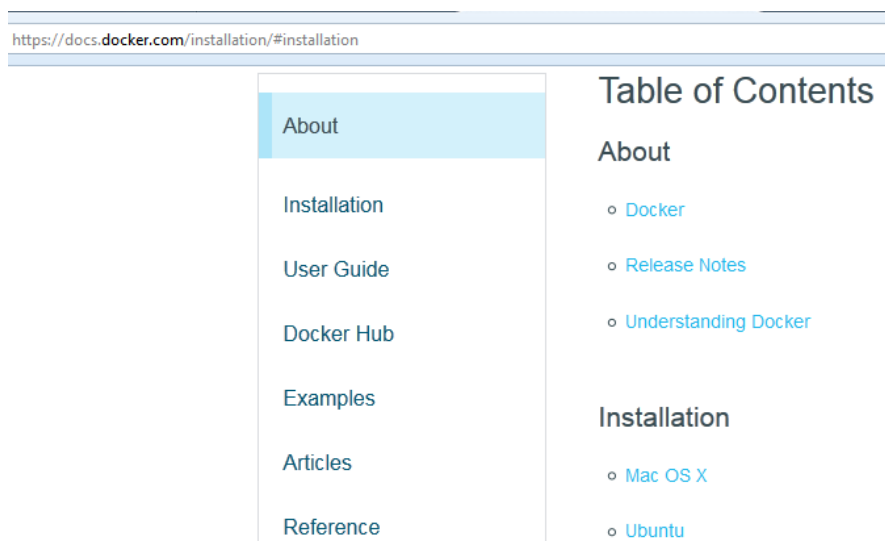 https://docs.docker.com/installation/#installation
About
Installation
User Guide
Docker Hub
Examples
Articles
Reference
Table of Contents
About
Docker
Release Notes
Understanding Docker
Installation
Mac OS X
Ubuntu